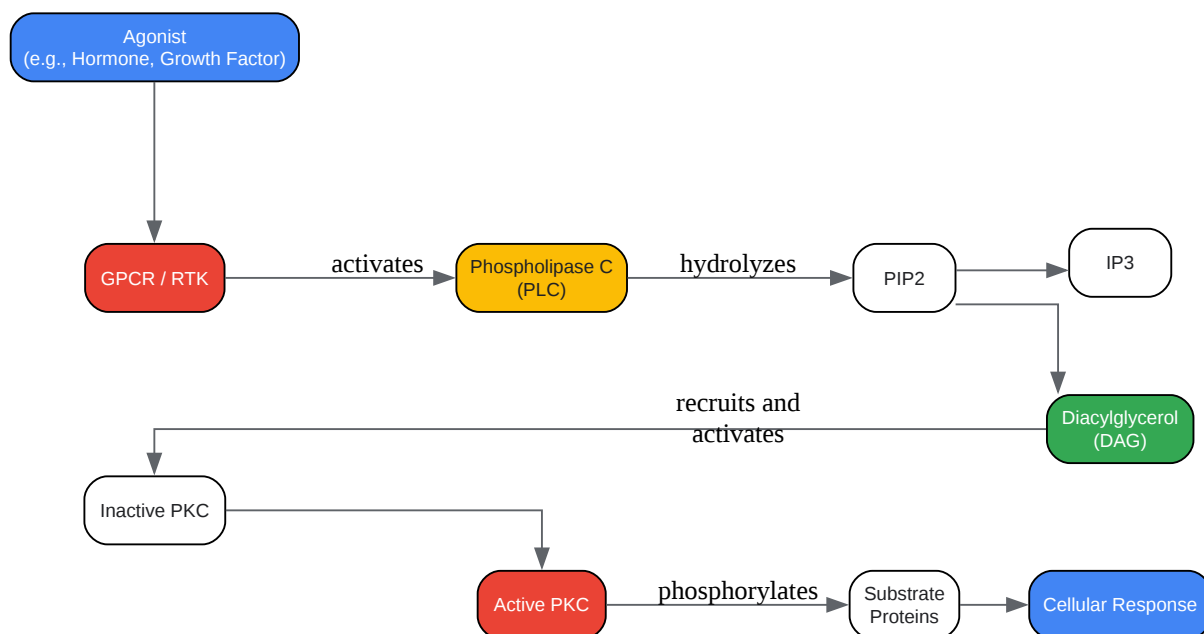 Agonist
(e.g., Hormone, Growth Factor)
GPCR / RTK
activates
Phospholipase C
(PLC)
hydrolyzes
PIP2
IP3
recruits and
activates
Diacylglycerol
(DAG)
Inactive PKC
Active PKC
phosphorylates
Substrate
Proteins
Cellular Response